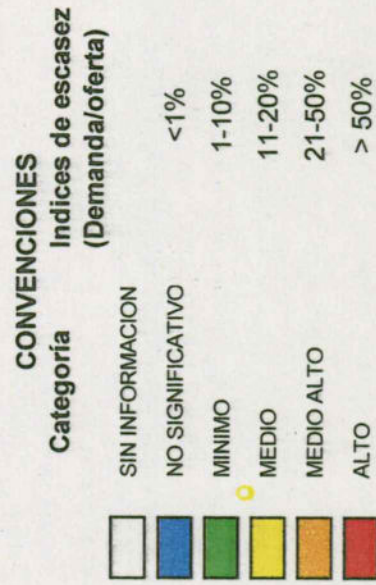 CONVENCIONES
Categoría Indices de escasez
(Demanda/oferta)
SIN INFORMACION
NO SIGNIFICATIVO <1%
MINIMO 1-10%
MEDIO 11-20%
MEDIO ALTO 21-50%
ALTO > 50%